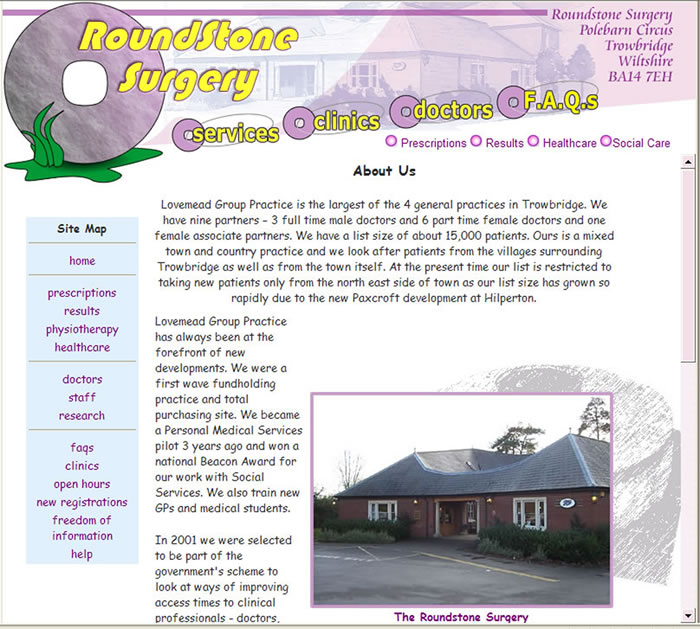 RoundStone
Surgery
Roundstone Surgery
Polebarn Circus
Trowbridge
Wiltshire
BA14 7EH
services
clinics
doctors
F.A.Q.s
Prescriptions Results Healthcare Social Care
About Us
Site Map
home
prescriptions
results
physiotherapy
healthcare
doctors
staff
research
faqs
clinics
open hours
new registrations
freedom of
information
help
Lovemead Group Practice is the largest of the 4 general practices in Trowbridge. We
have nine partners - 3 full time male doctors and 6 part time female doctors and one
female associate partners. We have a list size of about 15,000 patients. Ours is a mixed
town and country practice and we look after patients from the villages surrounding
Trowbridge as well as from the town itself. At the present time our list is restricted to
taking new patients only from the north east side of town as our list size has grown so
rapidly due to the new Paxcroft development at Hilperton.
Lovemead Group Practice
has always been at the
forefront of new
developments. We were a
first wave fundholding
practice and total
purchasing site. We became
a Personal Medical Services
pilot 3 years ago and won a
national Beacon Award for
our work with Social
Services. We also train new
GPs and medical students.
In 2001 we were selected
to be part of the
government's scheme to
look at ways of improving
access times to clinical
professionals - doctors,
The Roundstone Surgery